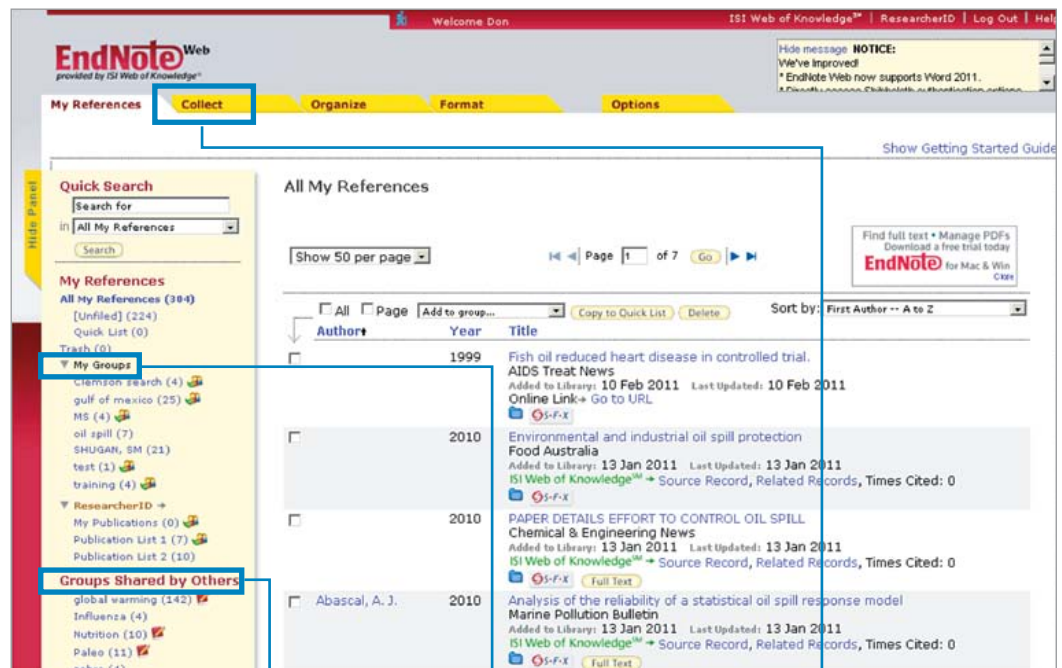 Welcome Don
ISI Web of Knowledge℠ | ResearcherID | Log Out | Help
EndNote Web
provided by ISI Web of Knowledge
Hide message NOTICE:
We've Improved!
* EndNote Web now supports Word 2011.
My References
Collect
Organize
Format
Options
Show Getting Started Guide
Hide Panel
Quick Search
Search for
in All My References
Search
My References
All My References (304)
[Unfiled] (224)
Quick List (0)
Trash (0)
▼ My Groups
Clemson search (4)
gulf of mexico (25)
MS (4)
oil spill (7)
SHUGAN, SM (21)
test (1)
training (4)
▼ ResearcherID →
My Publications (0)
Publication List 1 (7)
Publication List 2 (10)
Groups Shared by Others
global warming (142)
Influenza (4)
Nutrition (10)
Paleo (11)
All My References
Show 50 per page
Page 1 of 7 Go
Find full text • Manage PDFs
Download a free trial today
EndNote for Mac & Win
Close
All Page Add to group... Copy to Quick List Delete Sort by: First Author -- A to Z
Author Year Title
1999 Fish oil reduced heart disease in controlled trial.
AIDS Treat News
Added to Library: 10 Feb 2011 Last Updated: 10 Feb 2011
Online Link→ Go to URL
S·F·X
2010 Environmental and industrial oil spill protection
Food Australia
Added to Library: 13 Jan 2011 Last Updated: 13 Jan 2011
ISI Web of Knowledge℠ → Source Record, Related Records, Times Cited: 0
S·F·X
2010 PAPER DETAILS EFFORT TO CONTROL OIL SPILL
Chemical & Engineering News
Added to Library: 13 Jan 2011 Last Updated: 13 Jan 2011
ISI Web of Knowledge℠ → Source Record, Related Records, Times Cited: 0
S·F·X Full Text
Abascal, A. J. 2010 Analysis of the reliability of a statistical oil spill response model
Marine Pollution Bulletin
Added to Library: 13 Jan 2011 Last Updated: 13 Jan 2011
ISI Web of Knowledge℠ → Source Record, Related Records, Times Cited: 0
S·F·X Full Text